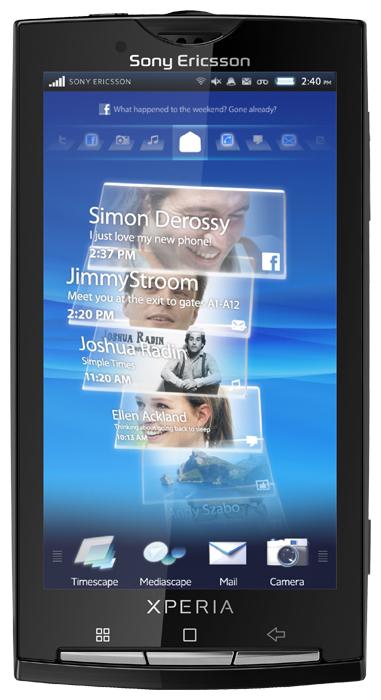 Sony Ericsson
SONY ERICSSON
2:40 PM
What happened to the weekend? Gone already?
Simon Derossy
I just love my new phone!
2:37 PM
JimmyStroom
Meet you at the exit to gates A1-A12
2:20 PM
JOSHUA RADIN
Joshua Radin
Simple Times
11:20 AM
Ellen Ackland
Thinking about going back to sleep
10:13 AM
Andy Szabo
Timescape Mediascape Mail Camera
XPERIA